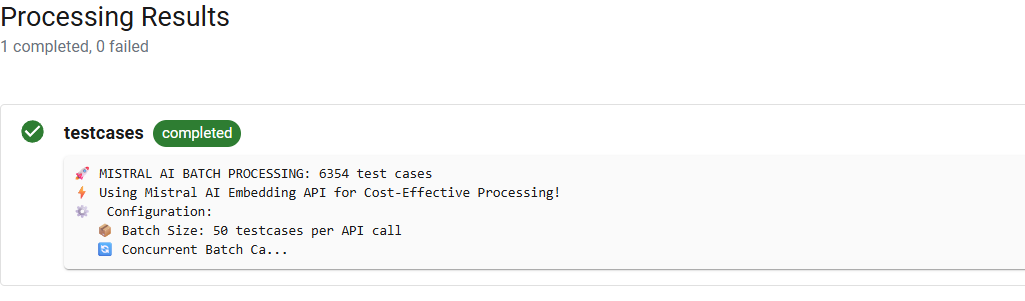 Processing Results
1 completed, 0 failed
testcases completed
🚀 MISTRAL AI BATCH PROCESSING: 6354 test cases
⚡ Using Mistral AI Embedding API for Cost-Effective Processing!
⚙️ Configuration:
📦 Batch Size: 50 testcases per API call
🔄 Concurrent Batch Ca...